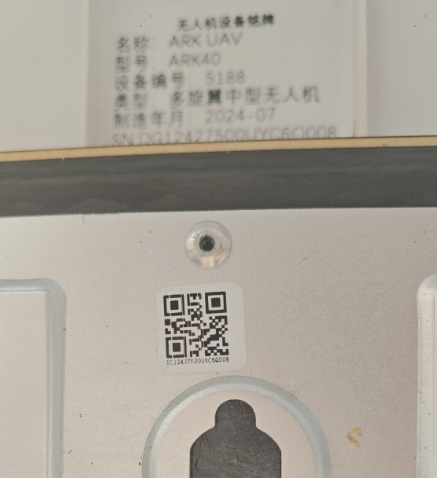 无人机设备铭牌
名称: ARK UAV
型号: ARK40
设备编号: S188
类型: 多旋翼中型无人机
制造年月: 2024-07